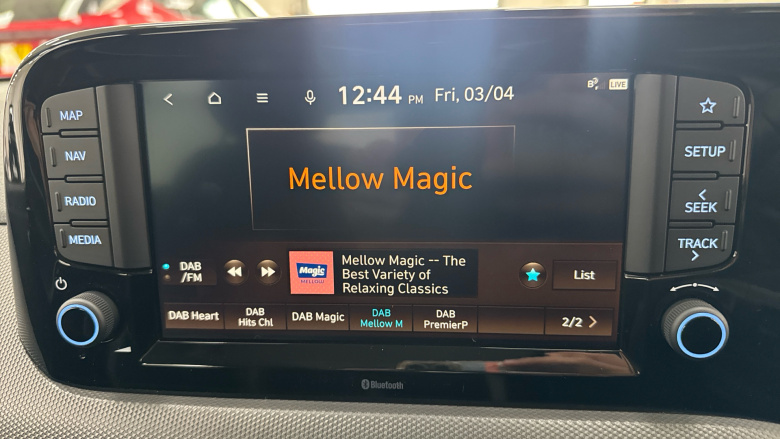 12:44 PM Fri, 03/04
LIVE
MAP
NAV
RADIO
MEDIA
SETUP
SEEK
TRACK
Mellow Magic
DAB
/FM
Magic
MELLOW
Mellow Magic -- The
Best Variety of
Relaxing Classics
List
DAB Heart
DAB
Hits Chl
DAB Magic
DAB
Mellow M
DAB
PremierP
2/2
Bluetooth